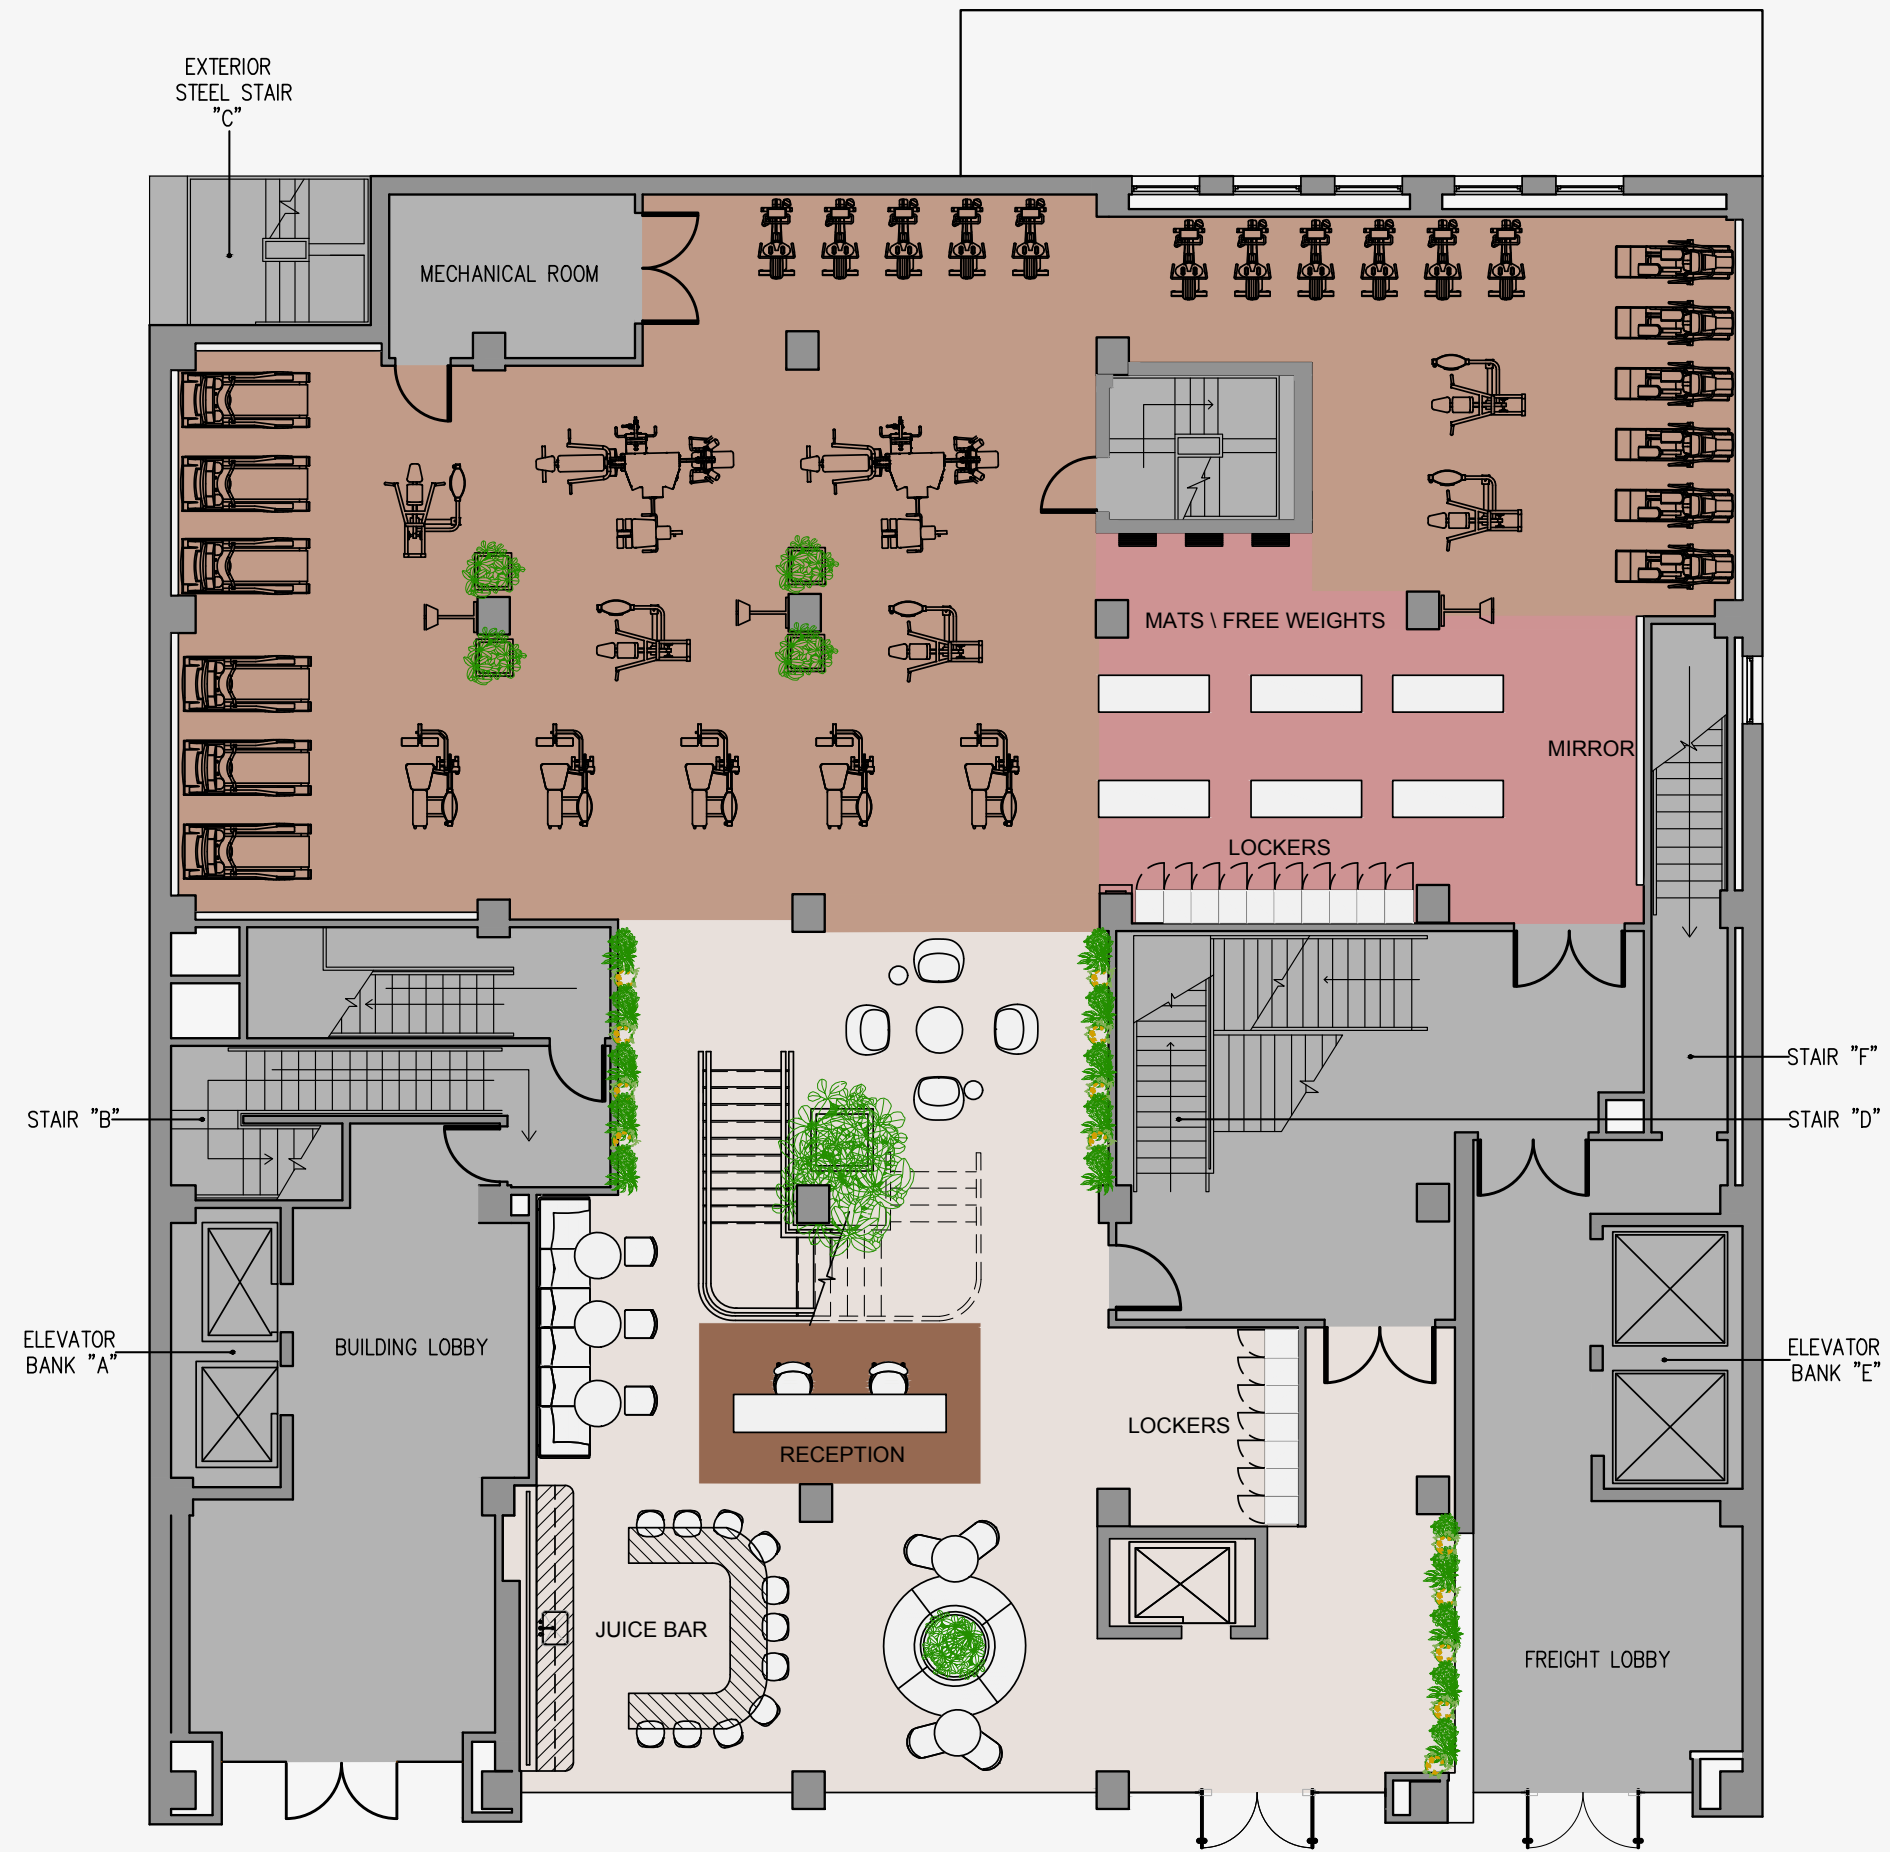 EXTERIOR
STEEL STAIR
"C"
MECHANICAL ROOM
MATS \ FREE WEIGHTS
MIRROR
LOCKERS
STAIR "F"
STAIR "B"
STAIR "D"
ELEVATOR
BANK "A"
BUILDING LOBBY
ELEVATOR
BANK "E"
LOCKERS
RECEPTION
JUICE BAR
FREIGHT LOBBY